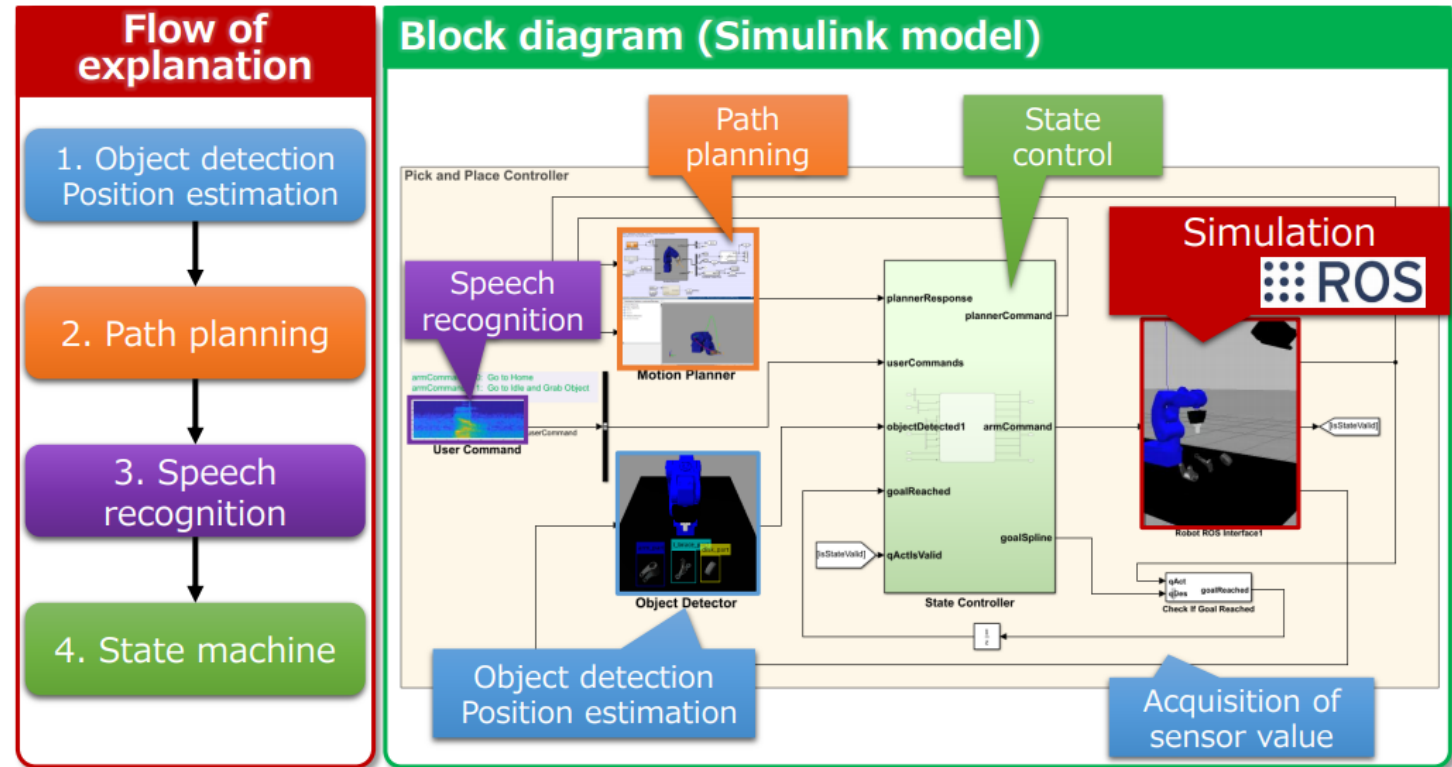 Flow of
explanation
1. Object detection
Position estimation
2. Path planning
3. Speech
recognition
4. State machine
Block diagram (Simulink model)
Path
planning
State
control
Pick and Place Controller
Simulation
ROS
Speech
recognition
plannerResponse
plannerCommand
Motion Planner
userCommands
0: Go to Home
1: Go to Idle and Grab Object
userCommand
User Command
objectDetected1
armCommand
[isStateValid]
goalReached
Robot ROS Interface1
goalSpline
[isStateValid]
qActIsValid
qAct
qDes
goalReached
Check If Goal Reached
Object Detector
State Controller
Object detection
Position estimation
Acquisition of
sensor value